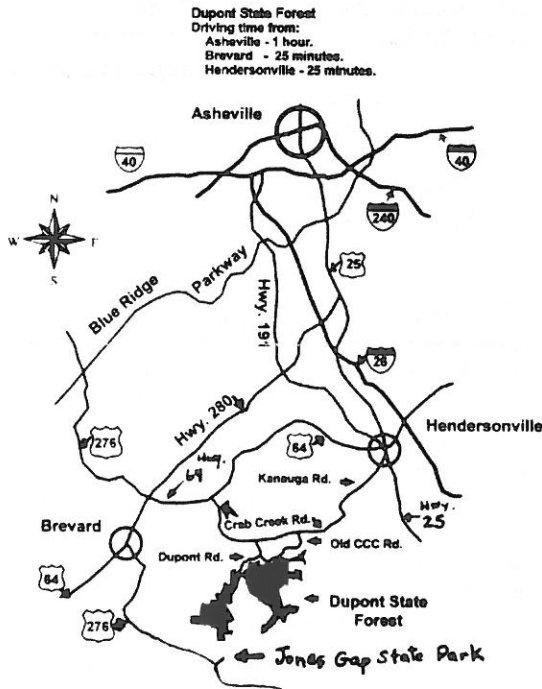 Dupont State Forest
Driving time from:
Asheville - 1 hour.
Brevard - 25 minutes.
Hendersonville - 25 minutes.
Asheville
40
40
240
N
W E
S
25
Blue Ridge Parkway
Hwy. 191
26
Hwy. 280
Hendersonville
276
64
Hwy.
64
Kanauga Rd.
Hwy.
25
Crab Creek Rd.
Brevard
Old CCC Rd.
Dupont Rd.
64
Dupont State
Forest
276
Jones Gap State Park